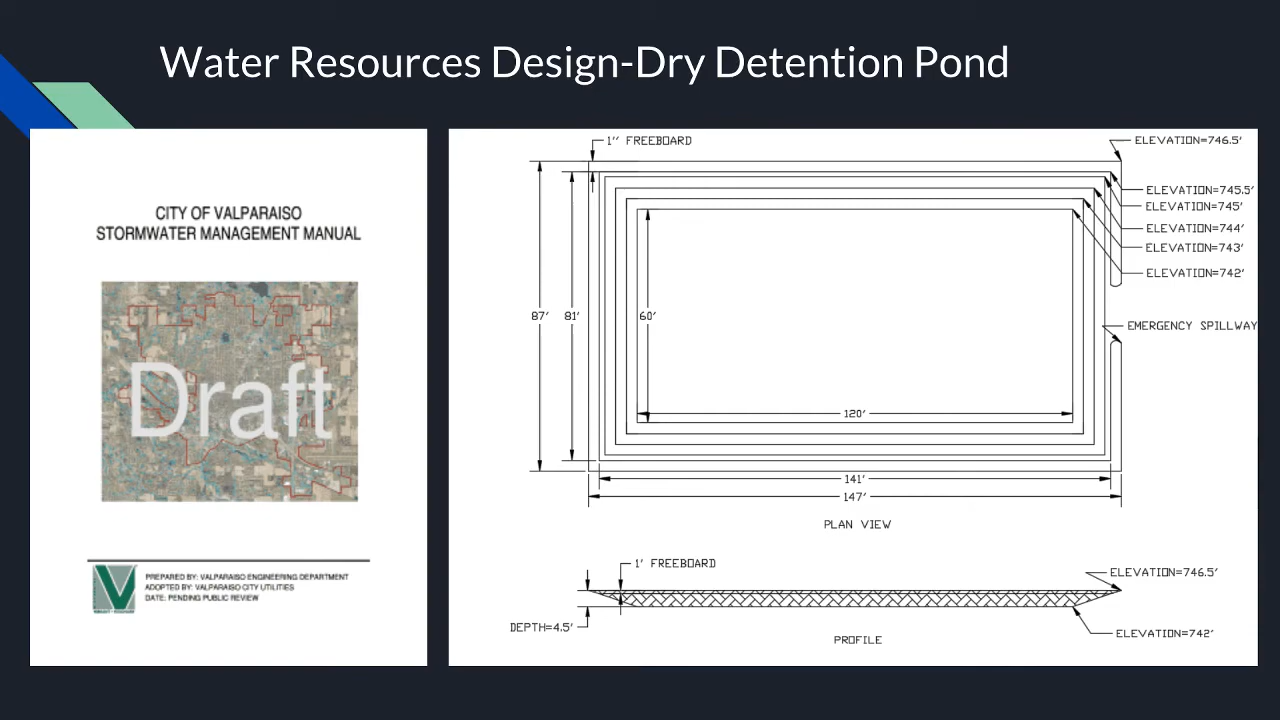 Water Resources Design-Dry Detention Pond
CITY OF VALPARAISO
STORMWATER MANAGEMENT MANUAL
Draft
PREPARED BY: VALPARAISO ENGINEERING DEPARTMENT
ADOPTED BY: VALPARAISO CITY UTILITIES
DATE: PENDING PUBLIC REVIEW
1'' FREEBOARD
ELEVATION=746.5'
ELEVATION=745.5'
ELEVATION=745'
ELEVATION=744'
ELEVATION=743'
ELEVATION=742'
87'
81'
60'
EMERGENCY SPILLWAY
120'
141'
147'
PLAN VIEW
1' FREEBOARD
ELEVATION=746.5'
DEPTH=4.5'
ELEVATION=742'
PROFILE